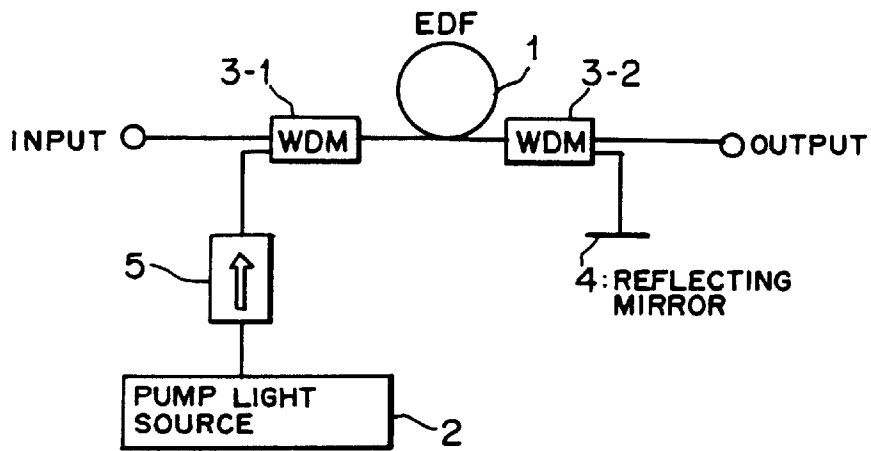 EDF
1
3-1
3-2
INPUT
WDM
WDM
OUTPUT
5
4: REFLECTING
MIRROR
PUMP LIGHT
SOURCE
2